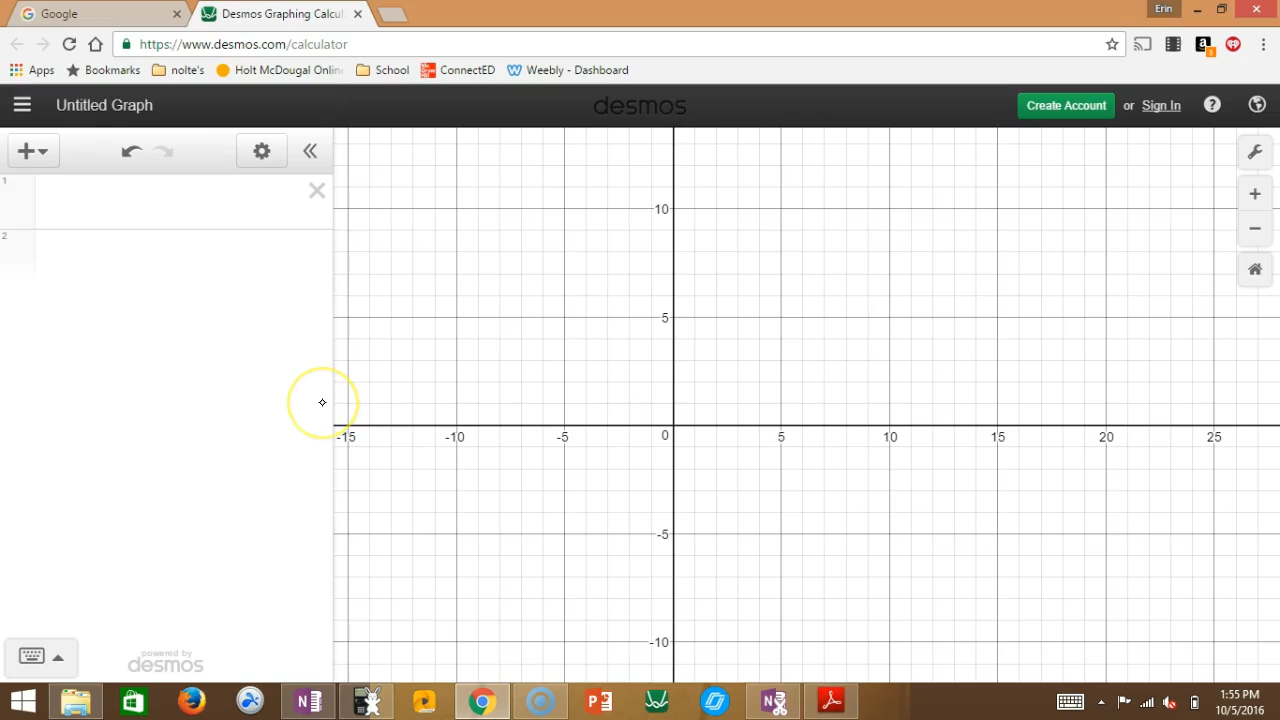 Google
Desmos Graphing Calcul
Erin
https://www.desmos.com/calculator
Apps
Bookmarks
nolte's
Holt McDougal Online
School
ConnectED
Weebly - Dashboard
Untitled Graph
desmos
Create Account or Sign In
1
2
10
5
0
-15
-10
-5
5
10
15
20
25
-5
-10
powered by
desmos
1:55 PM
10/5/2016